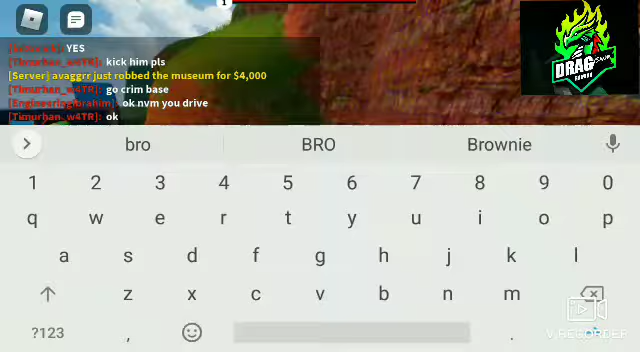 1
YES
[Timurhan_w4TR]: kick him pls
[Server] avaggrr just robbed the museum for $4,000
[Timurhan_w4TR]: go crim base
[Engineeringibrahim]: ok nvm you drive
[Timurhan_w4TR]: ok
DRAG
bro BRO Brownie
1 2 3 4 5 6 7 8 9 0
q w e r t y u i o p
a s d f g h j k l
z x c v b n m
?123 , .
V.RECORDER